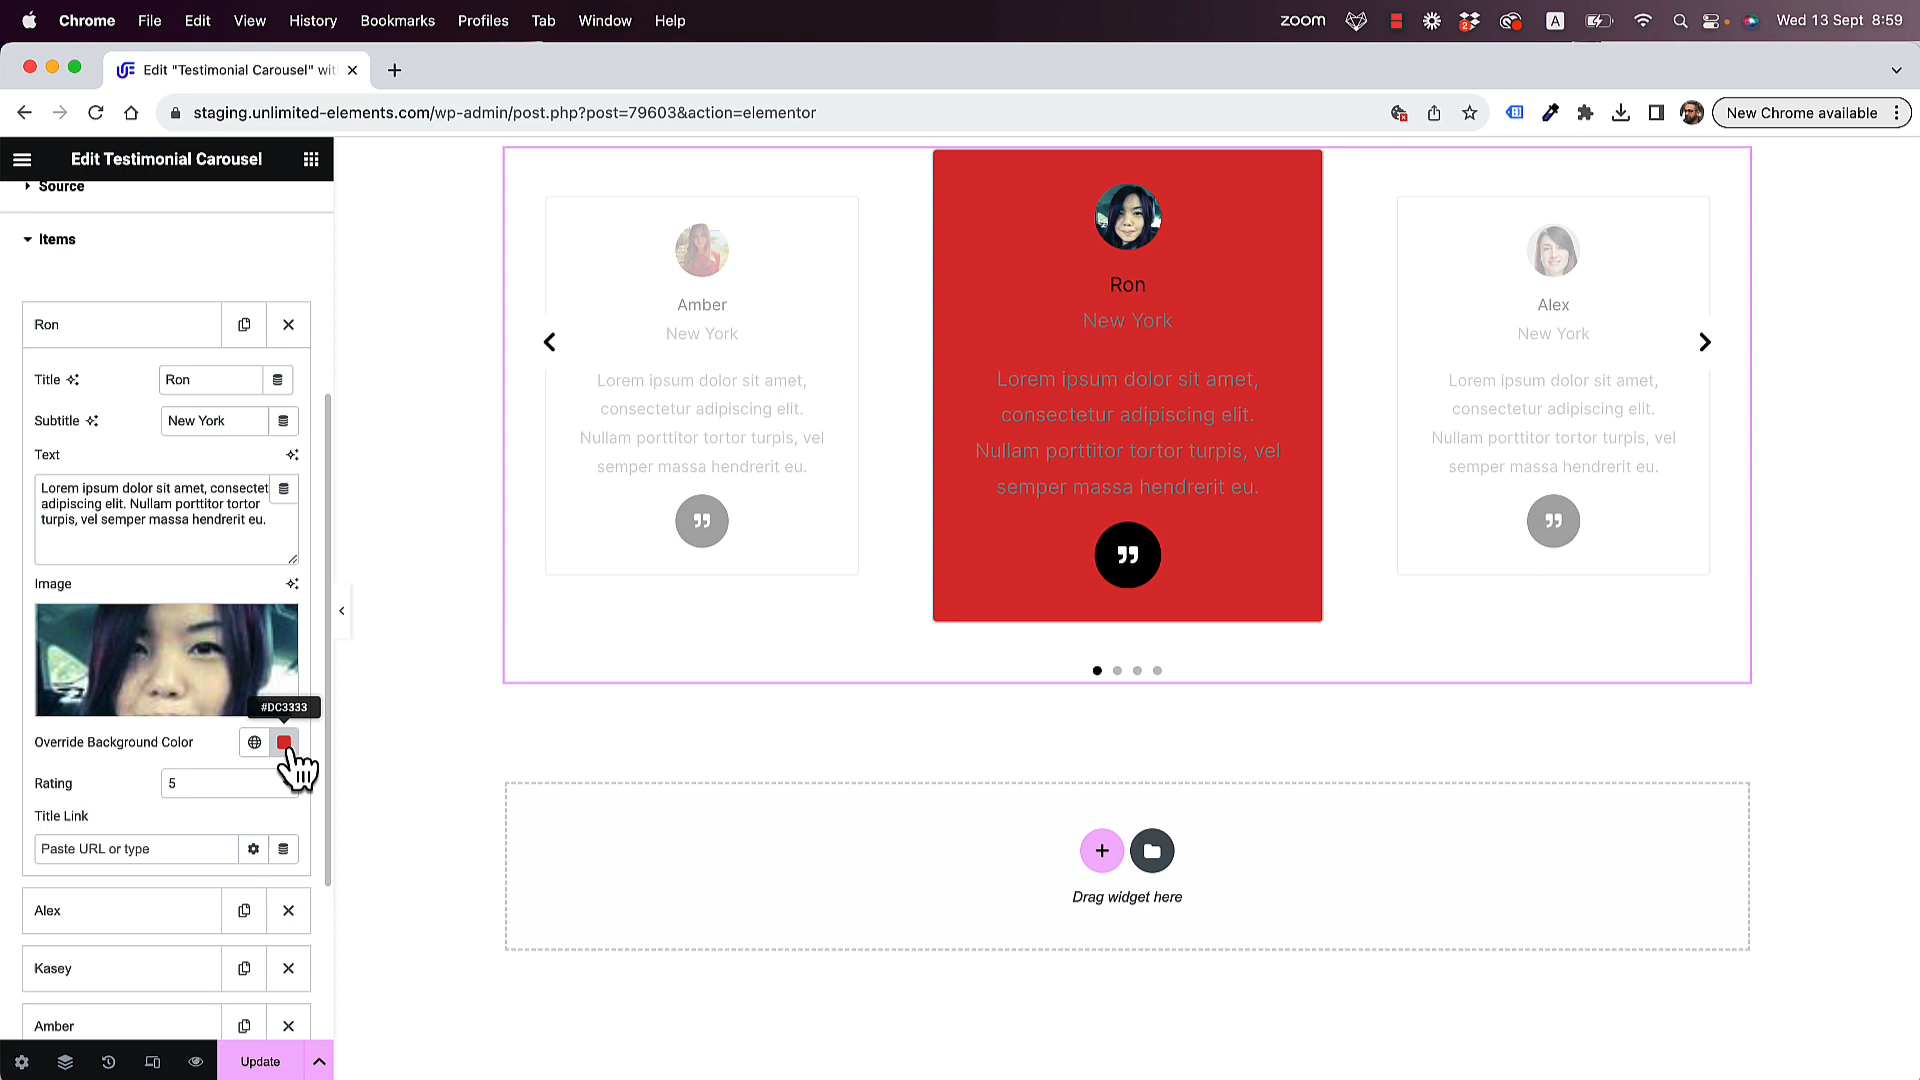 Chrome File Edit View History Bookmarks Profiles Tab Window Help zoom 2 A Wed 13 Sept 8:59
Edit "Testimonial Carousel" wit
staging.unlimited-elements.com/wp-admin/post.php?post=79603&action=elementor New Chrome available
Edit Testimonial Carousel
Source
Items
Ron
Title Ron
Subtitle New York
Text
Lorem ipsum dolor sit amet, consectet
adipiscing elit. Nullam porttitor tortor
turpis, vel semper massa hendrerit eu.
Image
#DC3333
Override Background Color
Rating 5
Title Link
Paste URL or type
Alex
Kasey
Amber
Update
Amber
New York
Lorem ipsum dolor sit amet,
consectetur adipiscing elit.
Nullam porttitor tortor turpis, vel
semper massa hendrerit eu.
Ron
New York
Lorem ipsum dolor sit amet,
consectetur adipiscing elit.
Nullam porttitor tortor turpis, vel
semper massa hendrerit eu.
Alex
New York
Lorem ipsum dolor sit amet,
consectetur adipiscing elit.
Nullam porttitor tortor turpis, vel
semper massa hendrerit eu.
Drag widget here